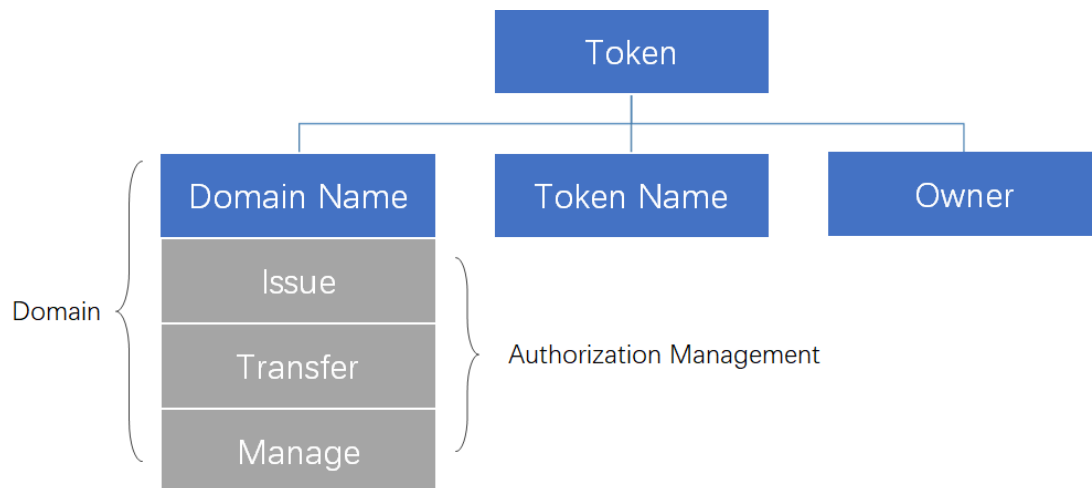 Token
Domain Name
Token Name
Owner
Issue
Domain
Transfer
Authorization Management
Manage